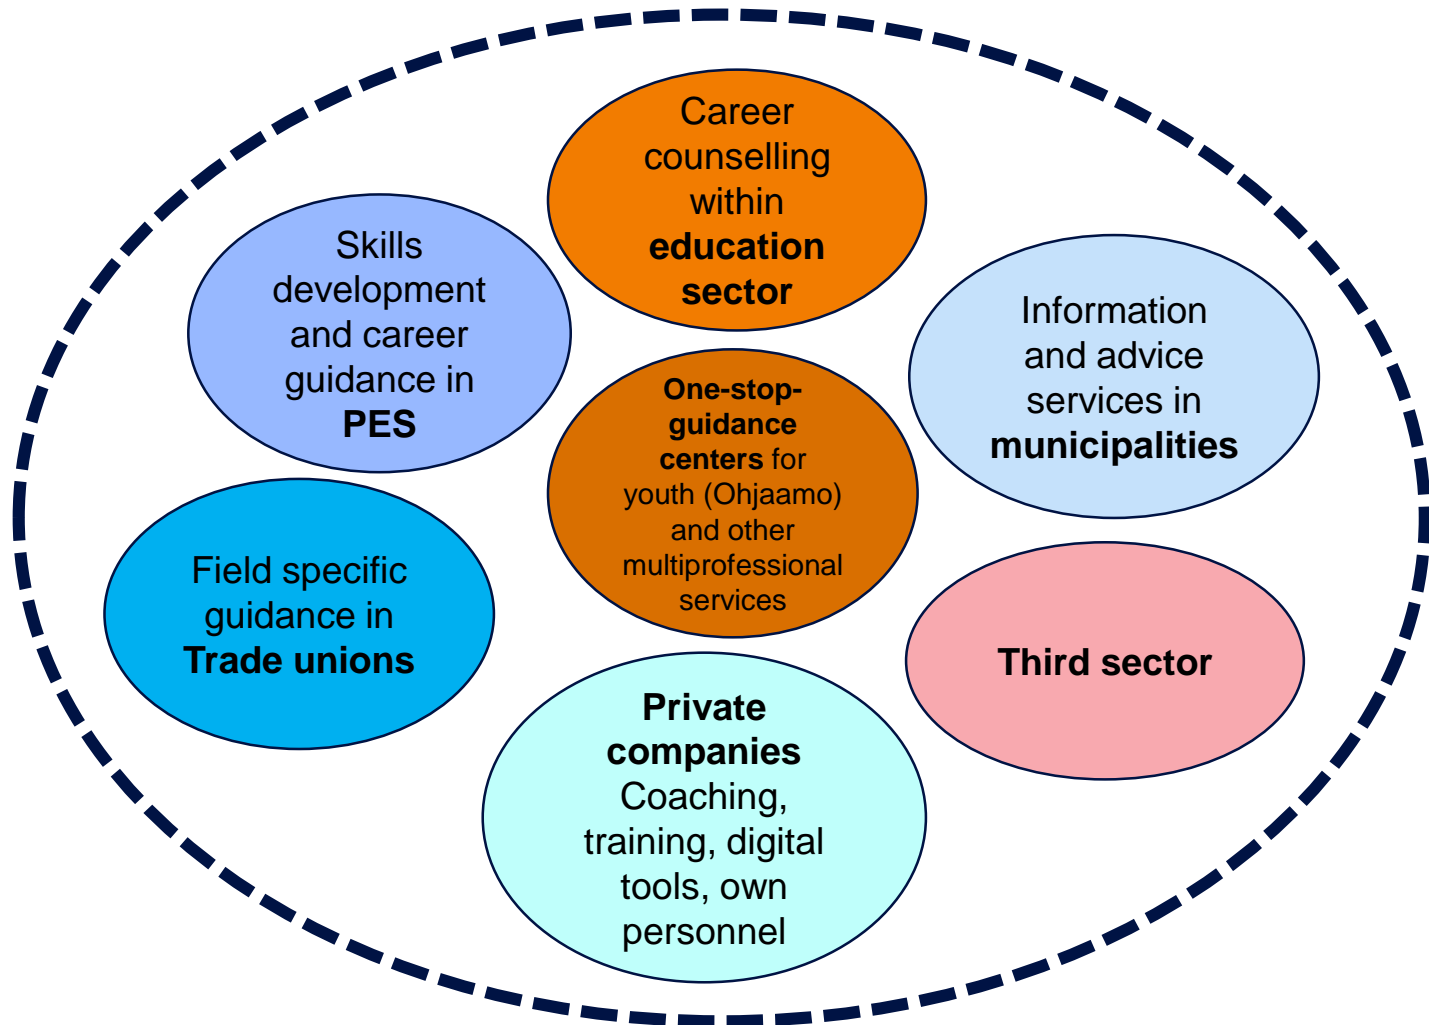 Career
counselling
within
education
sector
Skills
development
and career
guidance in
PES
Information
and advice
services in
municipalities
One-stop-
guidance
centers for
youth (Ohjaamo)
and other
multiprofessional
services
Field specific
guidance in
Trade unions
Third sector
Private
companies
Coaching,
training, digital
tools, own
personnel